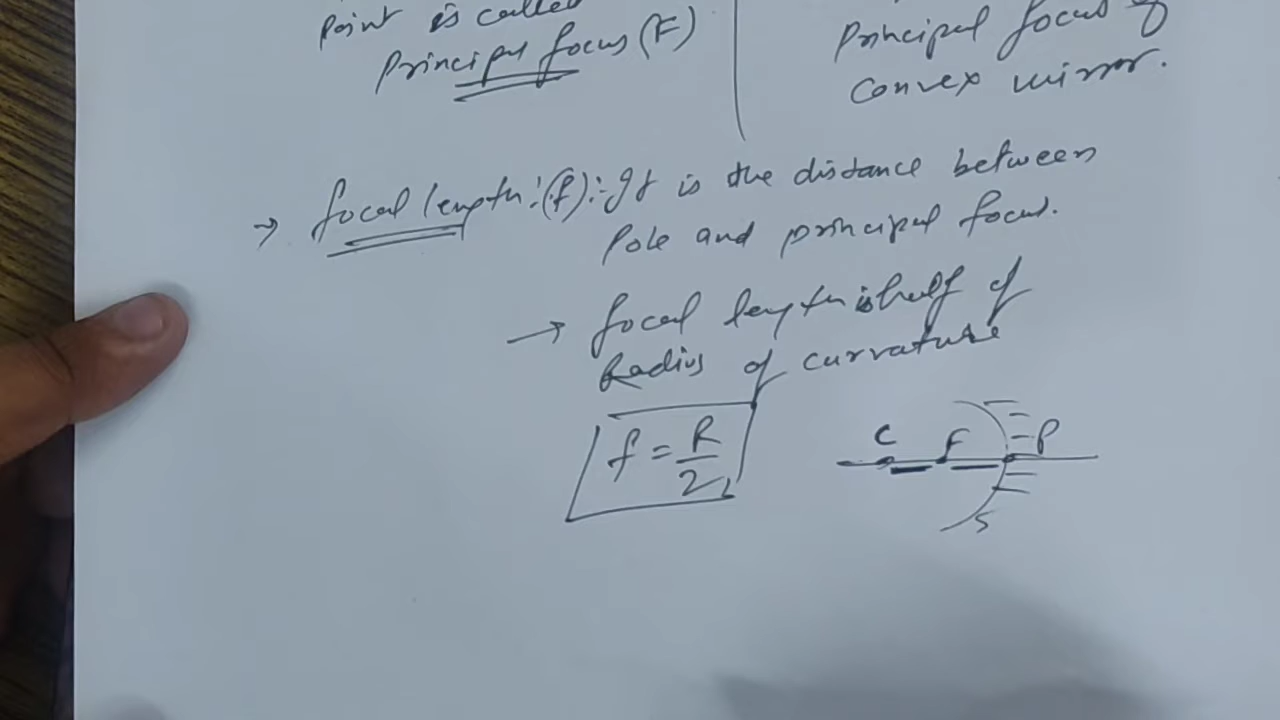 Point is called
Principal focus (F)
Principal focus of
Convex mirror.
→ focal length :(f):- It is the distance between
Pole and principal focus.
→ focal length is half of
Radius of curvature
f = R/2
C F P
S